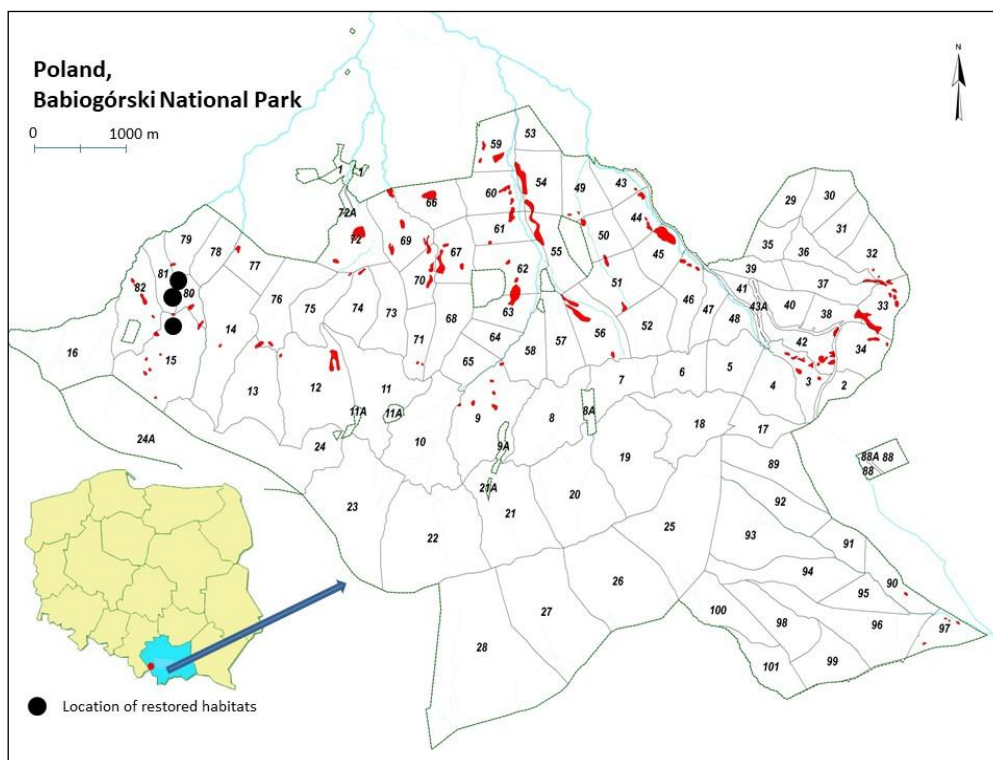 Poland,
Babiogórski National Park
0 1000 m
N
59 53
1 1
60 54 49 43
29 30
66 44
72A 31
79 72 69 61 67 55 50 45 35 36 32
78
81 77 62 39
82 80 70 51 41 37
76 75 74 73 63 46 47 43A 40 38 33
14 68 48
71 64 58 57 56 52 42 34
16 15 65
13 12 11 7 6 5 4 3 2
11A 11A 9 8 8A
24A 24 10 9A 18 17
19 88A 88
88
89
21A
23 20 92
22 21 25
93 91
94 90
26 95
27 100 98 96 97
28
101 99
Location of restored habitats